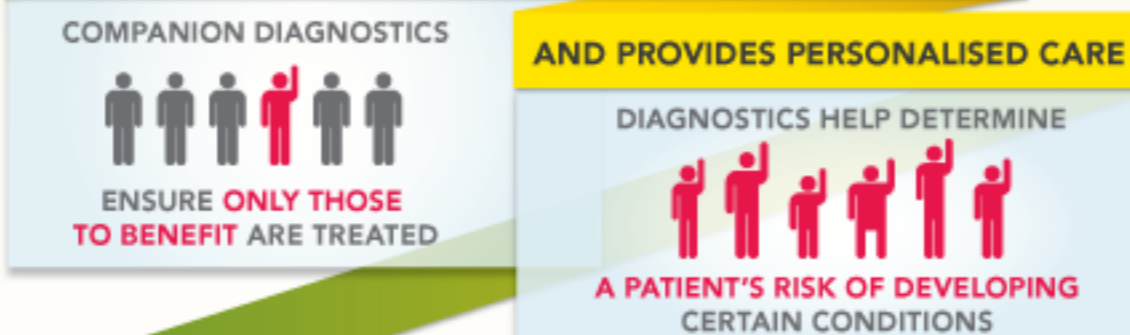 COMPANION DIAGNOSTICS
ENSURE ONLY THOSE
TO BENEFIT ARE TREATED
AND PROVIDES PERSONALISED CARE
DIAGNOSTICS HELP DETERMINE
A PATIENT'S RISK OF DEVELOPING
CERTAIN CONDITIONS